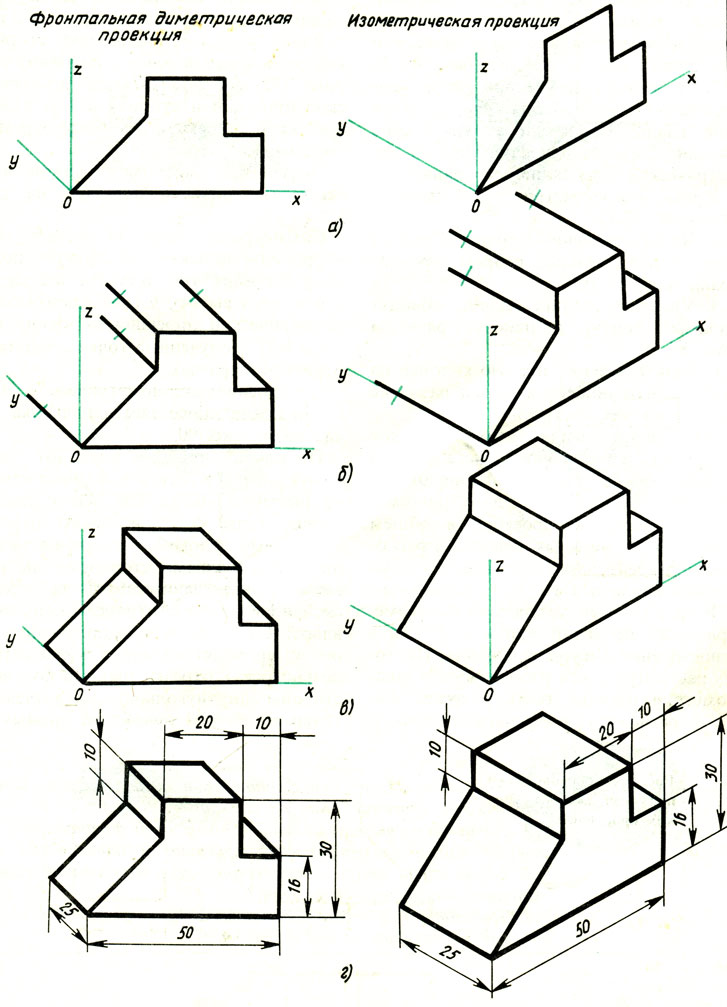 Фронтальная диметрическая
проекция
Изометрическая проекция
z
y
0
x
z
y
0
x
а)
z
y
0
x
z
y
0
x
б)
z
y
0
x
z
y
0
x
в)
10
20
10
30
16
25
50
10
20
10
30
16
25
50
г)